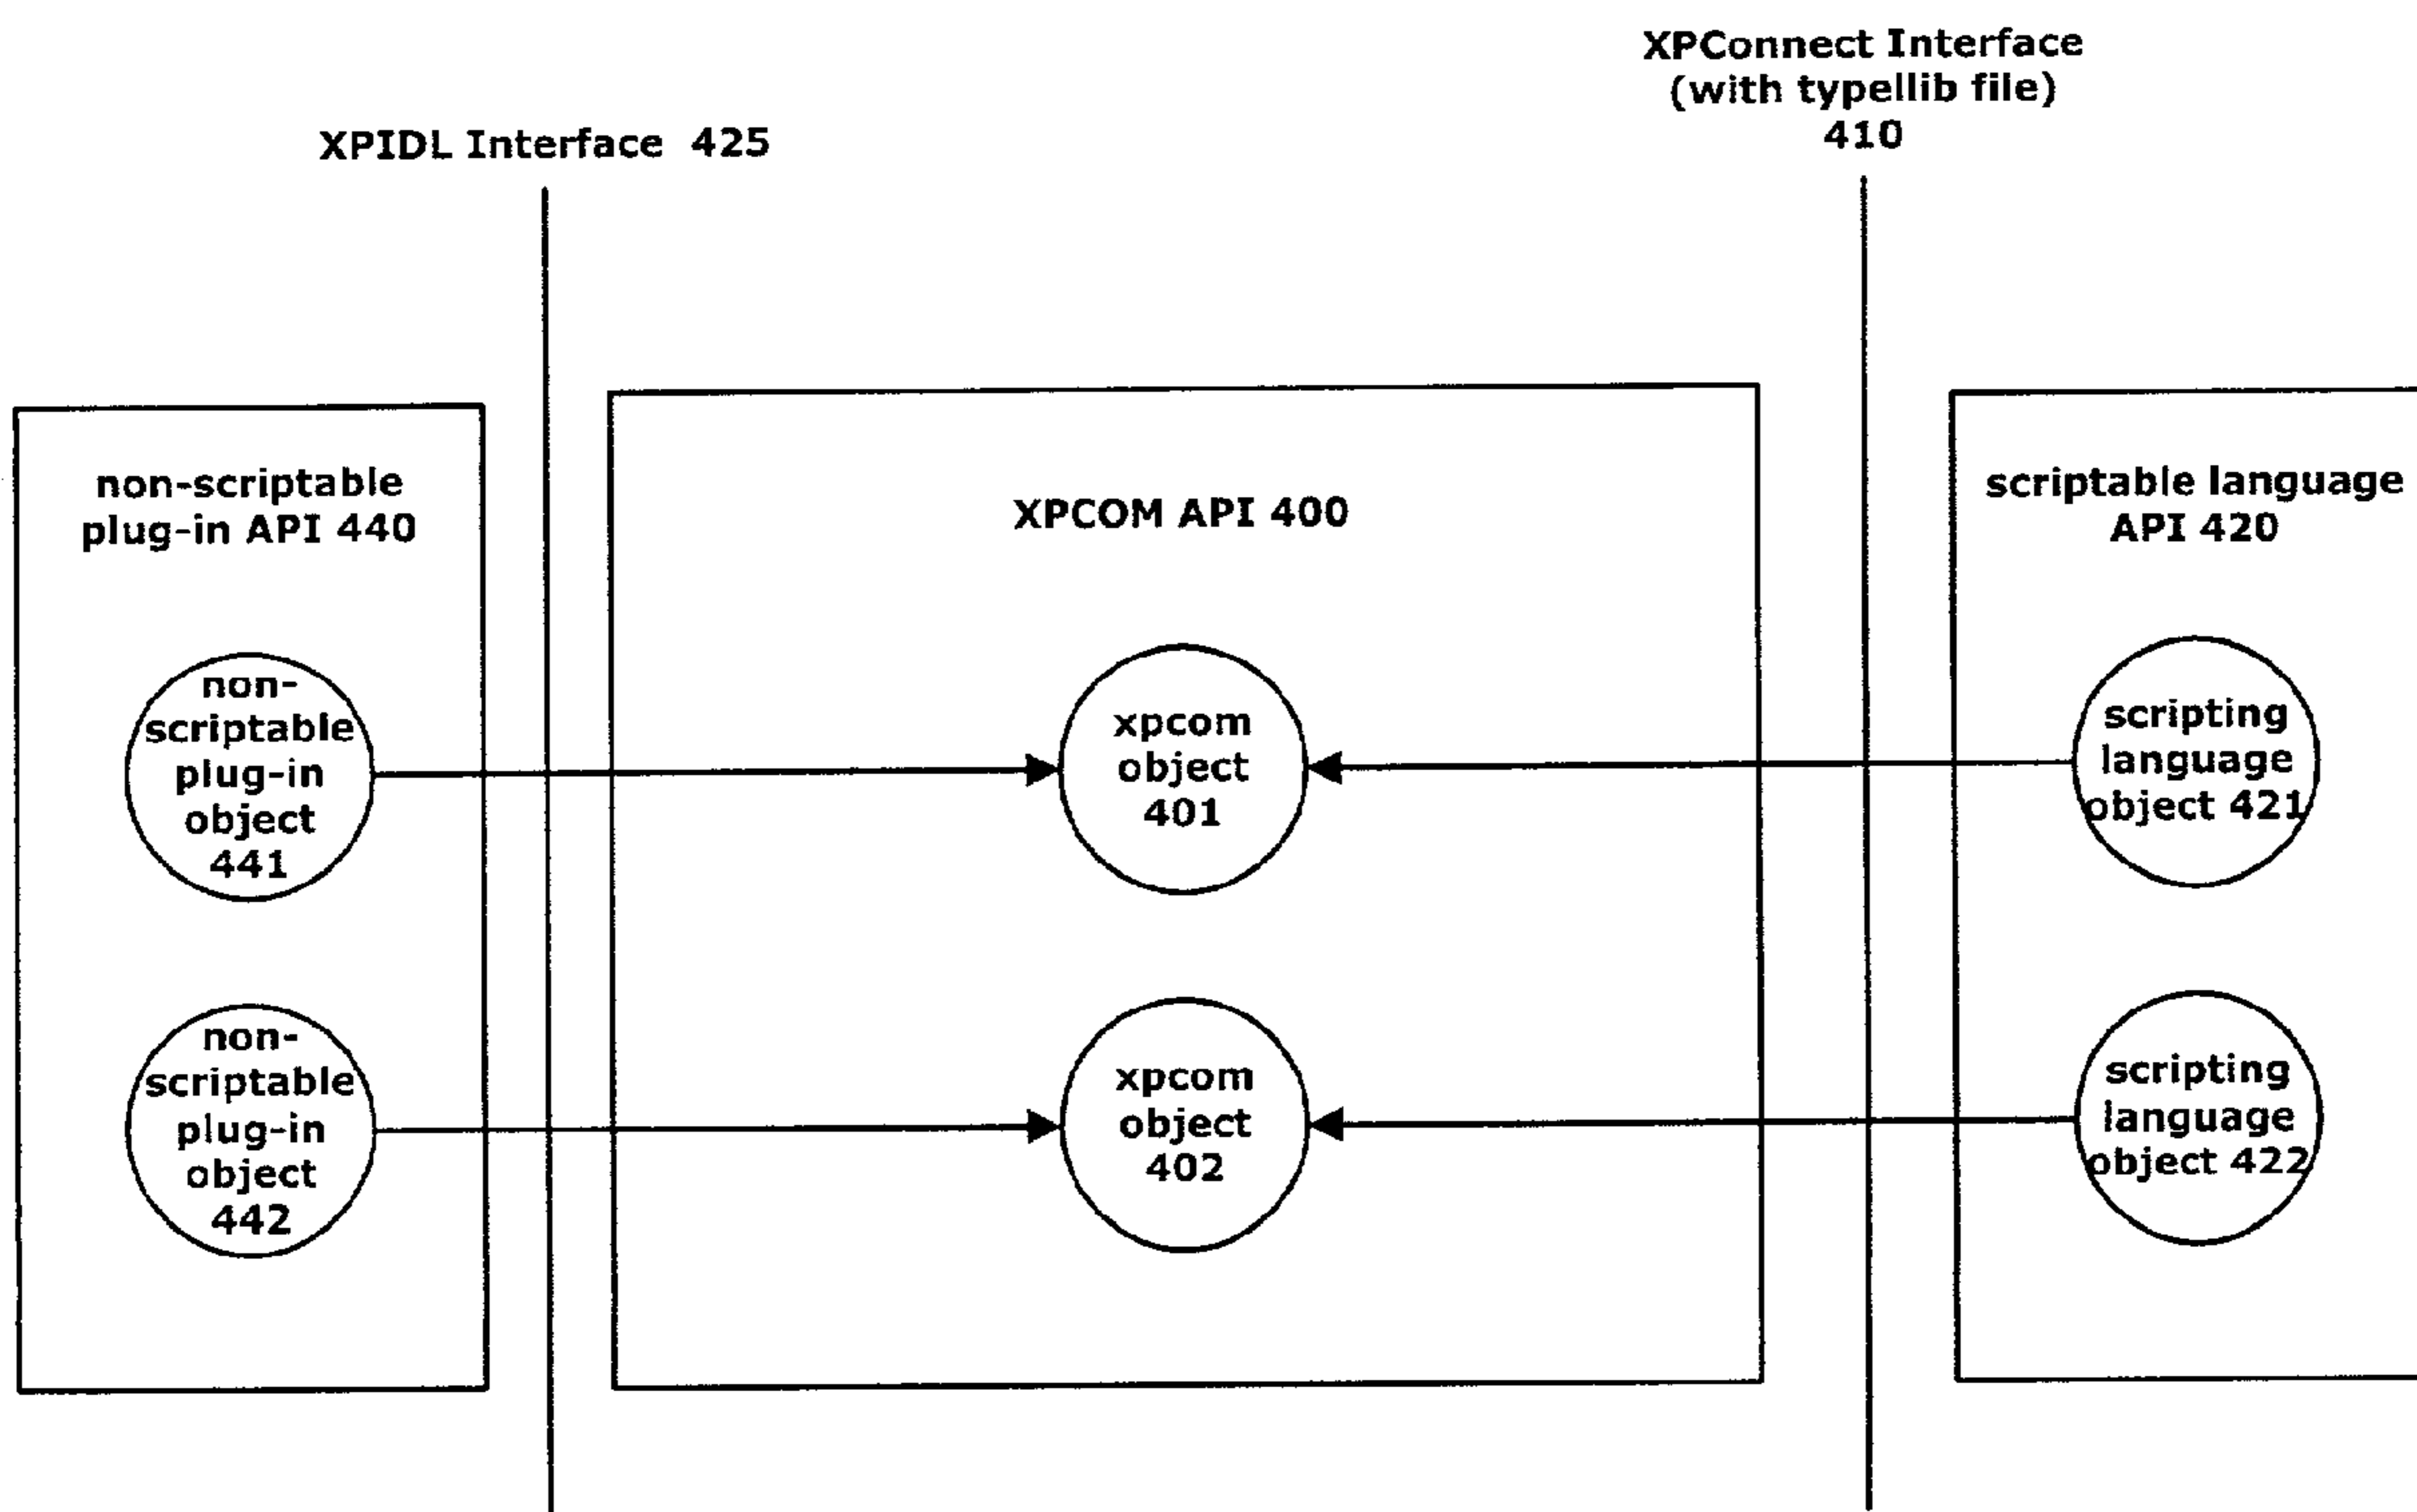 XPConnect Interface
(with typellib file)
410
XPIDL Interface 425
non-scriptable
plug-in API 440
XPCOM API 400
scriptable language
API 420
non-
scriptable
plug-in
object
441
xpcom
object
401
scripting
language
object 421
non-
scriptable
plug-in
object
442
xpcom
object
402
scripting
language
object 422